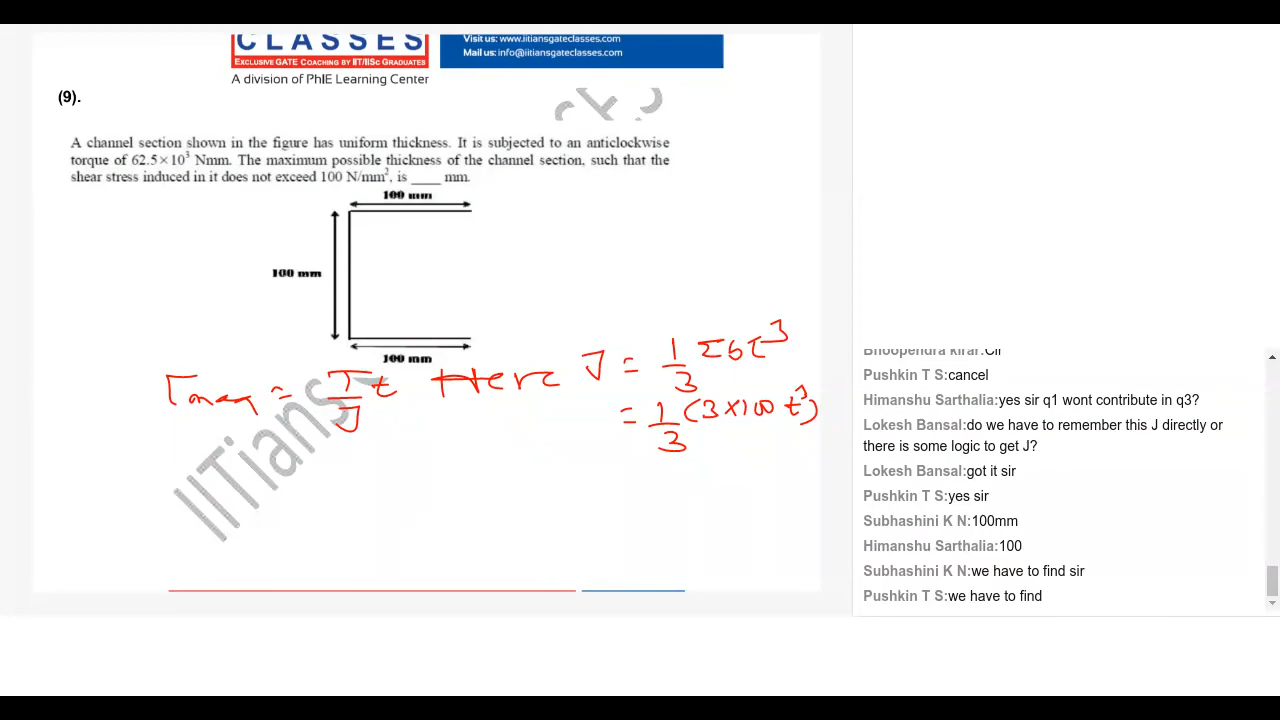 CLASSES
EXCLUSIVE GATE COACHING BY IIT/IISc GRADUATES
A division of PhIE Learning Center
Visit us: www.iitiansgateclasses.com
Mail us: info@iitiansgateclasses.com
(9).
A channel section shown in the figure has uniform thickness. It is subjected to an anticlockwise
torque of 62.5×10³ Nmm. The maximum possible thickness of the channel section, such that the
shear stress induced in it does not exceed 100 N/mm², is ____ mm.
100 mm
100 mm
100 mm
τmax = T/J t Here J = 1/3 Σbt³
= 1/3 (3×100 t³)
IITians
Pushkin T S:cancel
Himanshu Sarthalia:yes sir q1 wont contribute in q3?
Lokesh Bansal:do we have to remember this J directly or
there is some logic to get J?
Lokesh Bansal:got it sir
Pushkin T S:yes sir
Subhashini K N:100mm
Himanshu Sarthalia:100
Subhashini K N:we have to find sir
Pushkin T S:we have to find